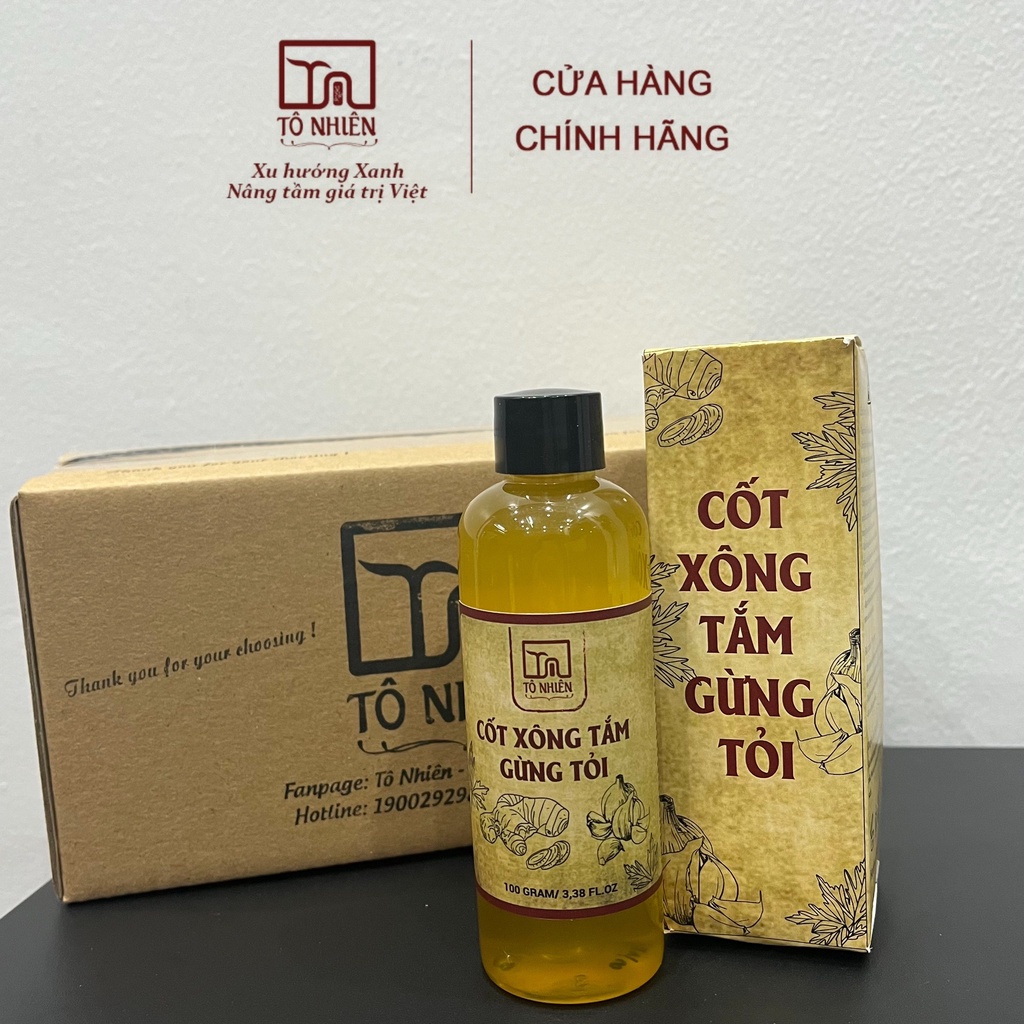 TÔ NHIÊN
Xu hướng Xanh
Nâng tầm giá trị Việt
CỬA HÀNG
CHÍNH HÃNG
Thank you for your choosing !
TÔ
Fanpage: Tô Nhiên -
Hotline:
TÔ NHIÊN
CỐT XÔNG TẮM
GỪNG TỎI
100 GRAM/ 3,38 FL.OZ
CỐT
XÔNG
TẮM
GỪNG
TỎI